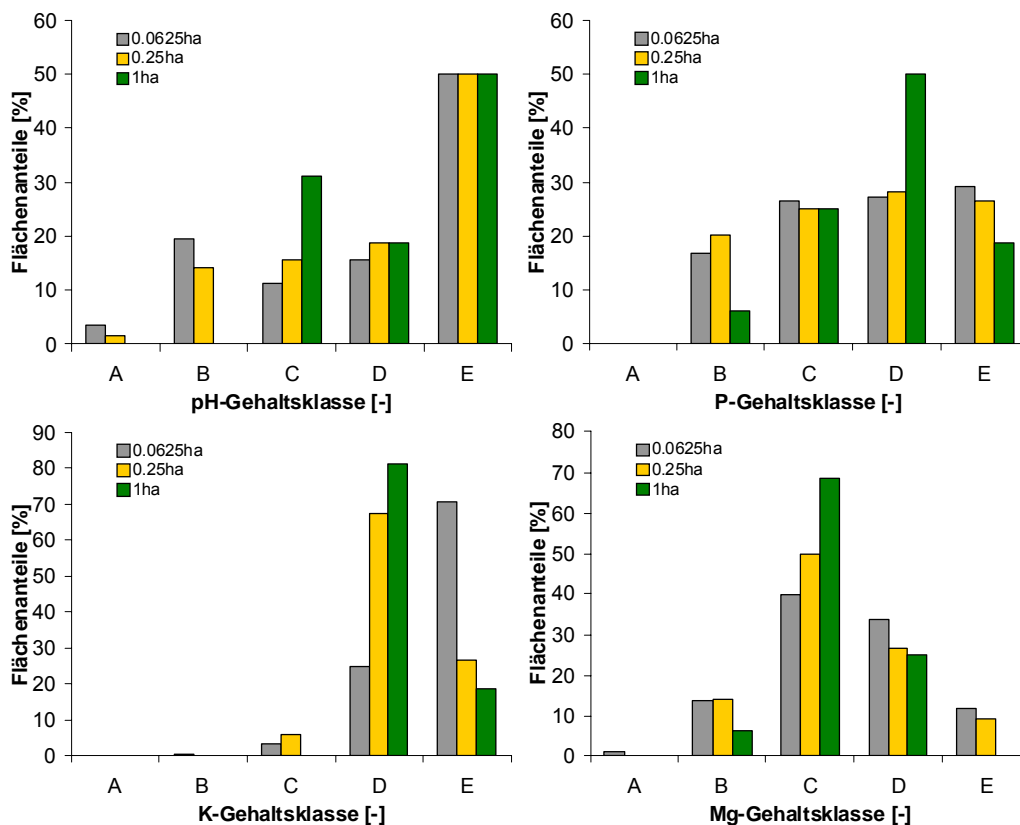 60
50
40
30
20
10
0
Flächenanteile [%]
0.0625ha
0.25ha
1ha
A B C D E
pH-Gehaltsklasse [-]
60
50
40
30
20
10
0
Flächenanteile [%]
0.0625ha
0.25ha
1ha
A B C D E
P-Gehaltsklasse [-]
90
80
70
60
50
40
30
20
10
0
Flächenanteile [%]
0.0625ha
0.25ha
1ha
A B C D E
K-Gehaltsklasse [-]
80
70
60
50
40
30
20
10
0
Flächenanteile [%]
0.0625ha
0.25ha
1ha
A B C D E
Mg-Gehaltsklasse [-]